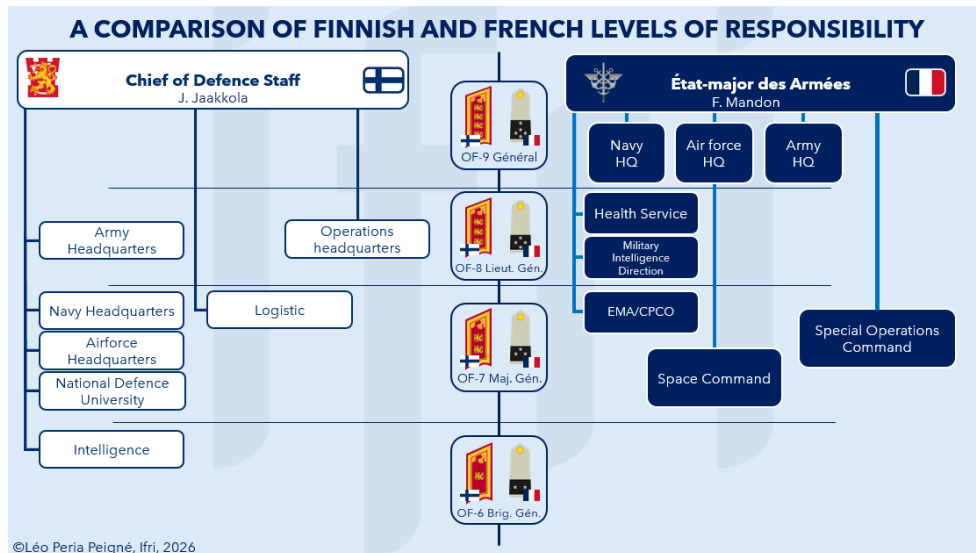 A COMPARISON OF FINNISH AND FRENCH LEVELS OF RESPONSIBILITY
Chief of Defence Staff
J. Jaakkola
État-major des Armées
F. Mandon
OF-9 Général
Navy
HQ
Air force
HQ
Army
HQ
Army
Headquarters
Operations
headquarters
OF-8 Lieut. Gén.
Health Service
Military
Intelligence
Direction
Navy Headquarters
Logistic
EMA/CPCO
Airforce
Headquarters
National Defence
University
OF-7 Maj. Gén.
Space Command
Special Operations
Command
Intelligence
OF-6 Brig. Gén.
©Léo Peria Peigné, Ifri, 2026